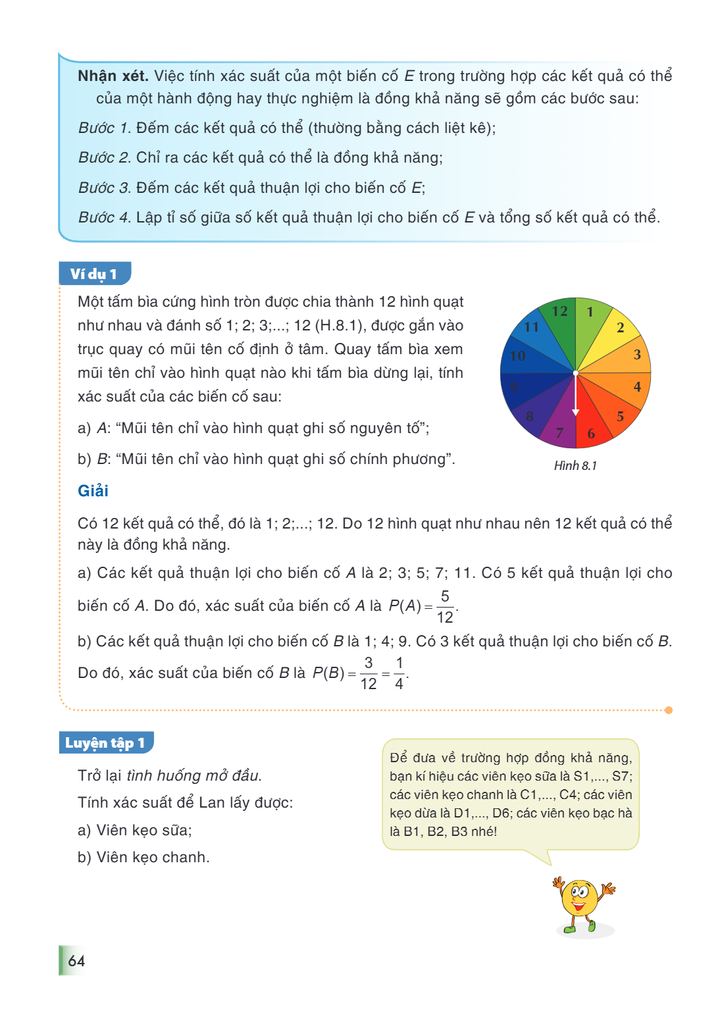 Nhận xét. Việc tính xác suất của một biến cố E trong trường hợp các kết quả có thể
của một hành động hay thực nghiệm là đồng khả năng sẽ gồm các bước sau:
Bước 1. Đếm các kết quả có thể (thường bằng cách liệt kê);
Bước 2. Chỉ ra các kết quả có thể là đồng khả năng;
Bước 3. Đếm các kết quả thuận lợi cho biến cố E;
Bước 4. Lập tỉ số giữa số kết quả thuận lợi cho biến cố E và tổng số kết quả có thể.
Ví dụ 1
Một tấm bìa cứng hình tròn được chia thành 12 hình quạt
như nhau và đánh số 1; 2; 3;...; 12 (H.8.1), được gắn vào
trục quay có mũi tên cố định ở tâm. Quay tấm bìa xem
mũi tên chỉ vào hình quạt nào khi tấm bìa dừng lại, tính
xác suất của các biến cố sau:
a) A: “Mũi tên chỉ vào hình quạt ghi số nguyên tố”;
b) B: “Mũi tên chỉ vào hình quạt ghi số chính phương”.
12 1
11 2
10 3
9 4
8 5
7 6
Hình 8.1
Giải
Có 12 kết quả có thể, đó là 1; 2;...; 12. Do 12 hình quạt như nhau nên 12 kết quả có thể
này là đồng khả năng.
a) Các kết quả thuận lợi cho biến cố A là 2; 3; 5; 7; 11. Có 5 kết quả thuận lợi cho
biến cố A. Do đó, xác suất của biến cố A là P(A) = 5/12.
b) Các kết quả thuận lợi cho biến cố B là 1; 4; 9. Có 3 kết quả thuận lợi cho biến cố B.
Do đó, xác suất của biến cố B là P(B) = 3/12 = 1/4.
Luyện tập 1
Trở lại tình huống mở đầu.
Tính xác suất để Lan lấy được:
a) Viên kẹo sữa;
b) Viên kẹo chanh.
Để đưa về trường hợp đồng khả năng,
bạn kí hiệu các viên kẹo sữa là S1,..., S7;
các viên kẹo chanh là C1,..., C4; các viên
kẹo dừa là D1,..., D6; các viên kẹo bạc hà
là B1, B2, B3 nhé!
64